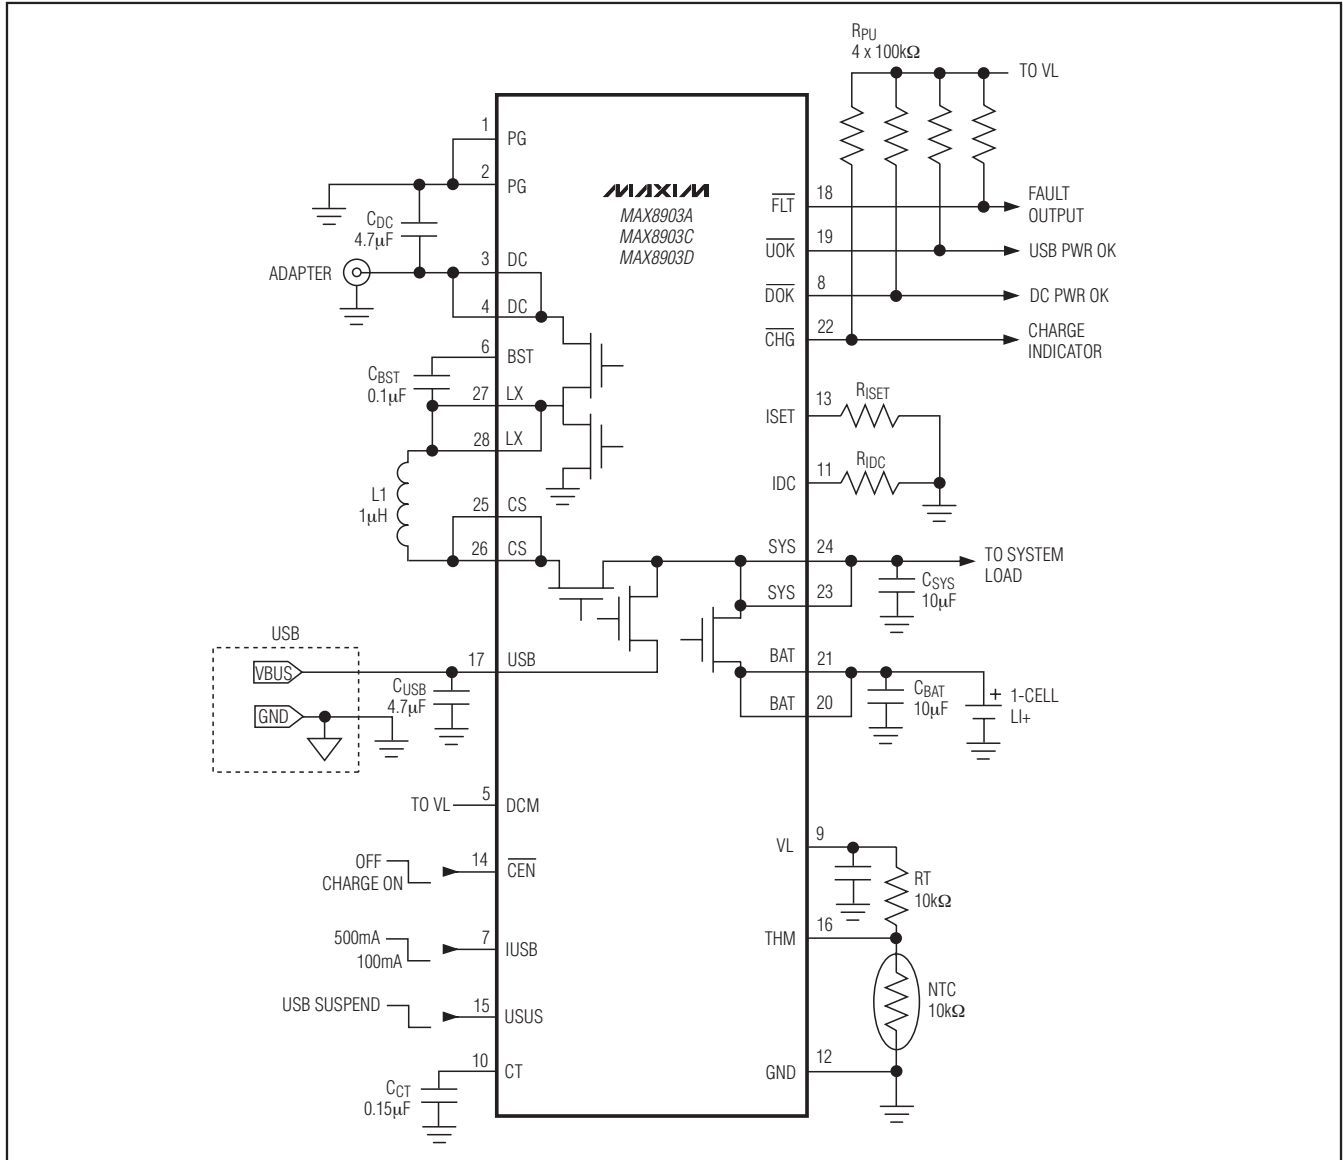 RPU
4 x 100kΩ
TO VL
1
PG
2
PG
MAXIM
MAX8903A
MAX8903C
MAX8903D
18
FLT
FAULT
OUTPUT
CDC
4.7μF
19
UOK
USB PWR OK
ADAPTER
3
DC
4
DC
8
DOK
DC PWR OK
22
CHG
CHARGE
INDICATOR
6
BST
CBST
0.1μF
27
LX
28
LX
13
ISET
RISET
11
IDC
RIDC
L1
1μH
25
CS
26
CS
SYS
24
TO SYSTEM
LOAD
SYS
23
CSYS
10μF
USB
VBUS
GND
17
USB
CUSB
4.7μF
BAT
21
BAT
20
CBAT
10μF
+
1-CELL
LI+
TO VL
5
DCM
VL
9
RT
10kΩ
OFF
CHARGE ON
14
CEN
THM
16
500mA
100mA
7
IUSB
NTC
10kΩ
USB SUSPEND
15
USUS
10
CT
CCT
0.15μF
GND
12